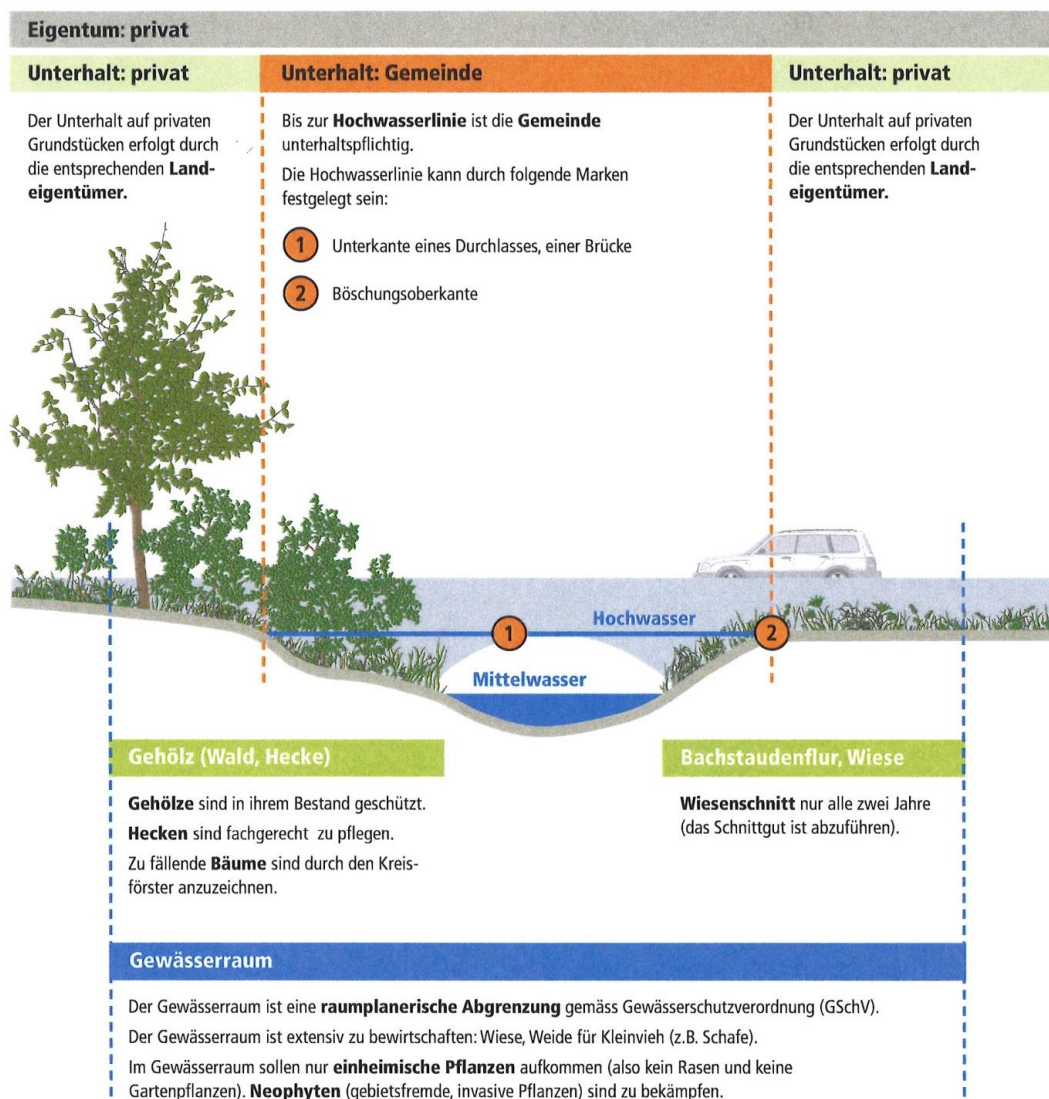 Eigentum: privat
Unterhalt: privat
Der Unterhalt auf privaten
Grundstücken erfolgt durch
die entsprechenden Land-
eigentümer.
Unterhalt: Gemeinde
Bis zur Hochwasserlinie ist die Gemeinde
unterhaltspflichtig.
Die Hochwasserlinie kann durch folgende Marken
festgelegt sein:
1 Unterkante eines Durchlasses, einer Brücke
2 Böschungsoberkante
Unterhalt: privat
Der Unterhalt auf privaten
Grundstücken erfolgt durch
die entsprechenden Land-
eigentümer.
Hochwasser
1
2
Mittelwasser
Gehölz (Wald, Hecke)
Gehölze sind in ihrem Bestand geschützt.
Hecken sind fachgerecht zu pflegen.
Zu fällende Bäume sind durch den Kreis-
förster anzuzeichnen.
Bachstaudenflur, Wiese
Wiesenschnitt nur alle zwei Jahre
(das Schnittgut ist abzuführen).
Gewässerraum
Der Gewässerraum ist eine raumplanerische Abgrenzung gemäss Gewässerschutzverordnung (GSchV).
Der Gewässerraum ist extensiv zu bewirtschaften: Wiese, Weide für Kleinvieh (z.B. Schafe).
Im Gewässerraum sollen nur einheimische Pflanzen aufkommen (also kein Rasen und keine
Gartenpflanzen). Neophyten (gebietsfremde, invasive Pflanzen) sind zu bekämpfen.